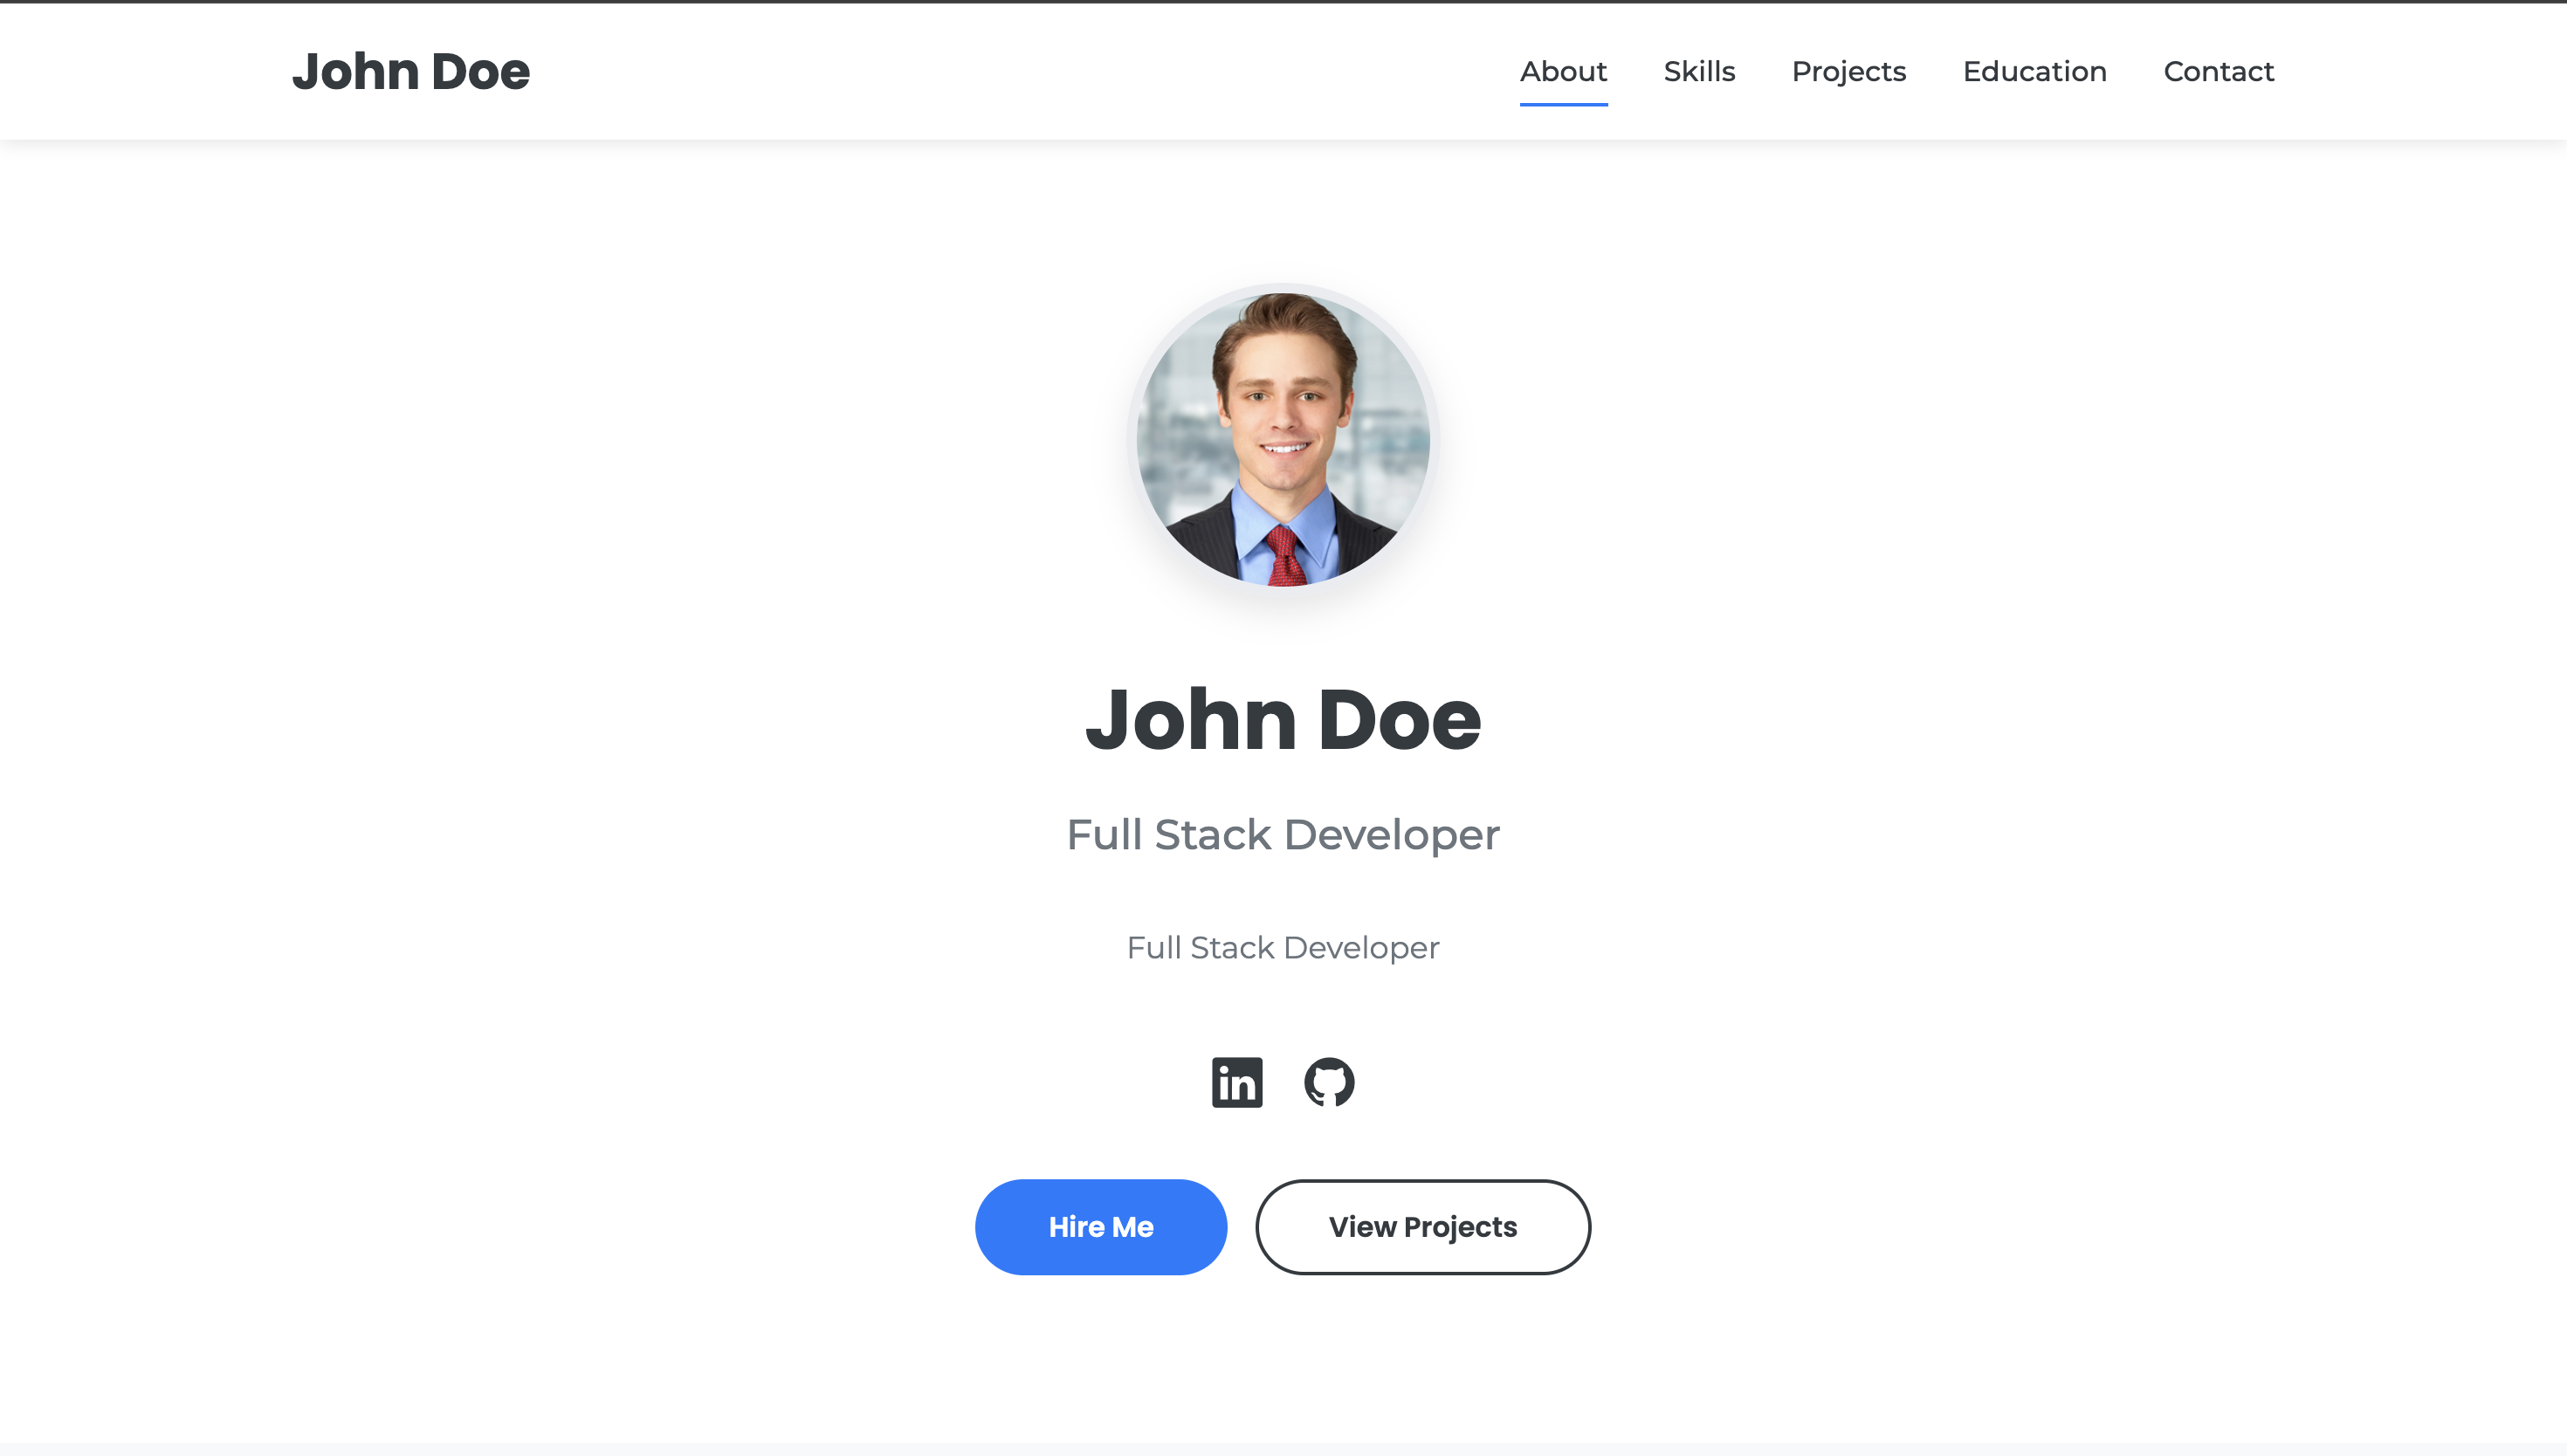 John Doe
About Skills Projects Education Contact
John Doe
Full Stack Developer
Full Stack Developer
in
Hire Me
View Projects